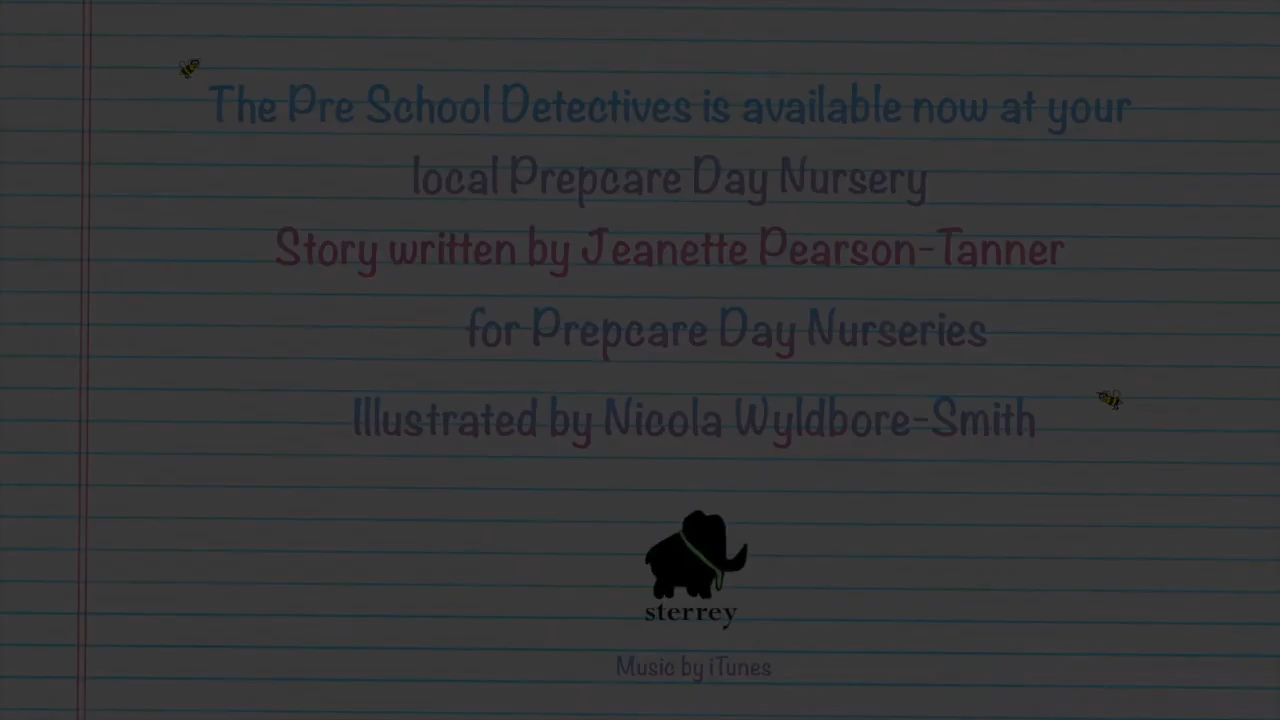 The Pre School Detectives is available now at your
local Prepcare Day Nursery
Story written by Jeanette Pearson-Tanner
for Prepcare Day Nurseries
Illustrated by Nicola Wyldbore-Smith
sterrey
Music by iTunes